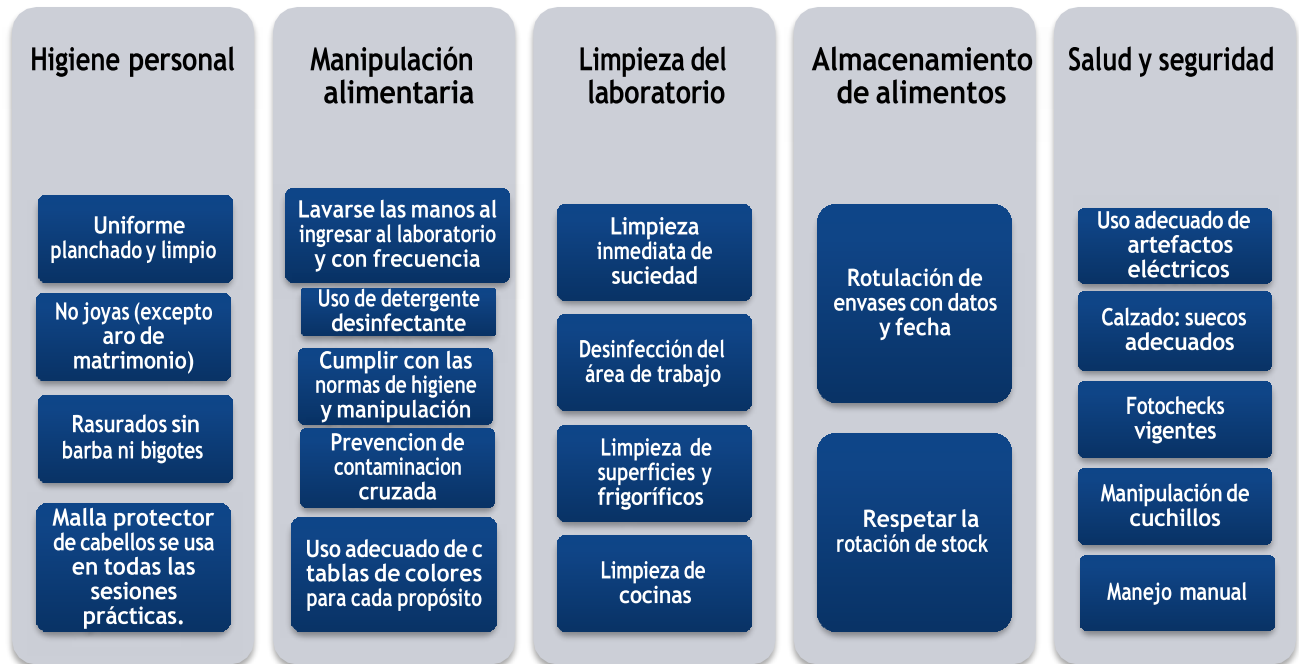 Higiene personal
Uniforme
planchado y limpio
No joyas (excepto
aro de
matrimonio)
Rasurados sin
barba ni bigotes
Malla protector
de cabellos se usa
en todas las
sesiones
prácticas.
Manipulación
alimentaria
Lavarse las manos al
ingresar al laboratorio
y con frecuencia
Uso de detergente
desinfectante
Cumplir con las
normas de higiene
y manipulación
Prevencion de
contaminacion
cruzada
Uso adecuado de c
tablas de colores
para cada propósito
Limpieza del
laboratorio
Limpieza
inmediata de
suciedad
Desinfección del
área de trabajo
Limpieza de
superficies y
frigoríficos
Limpieza de
cocinas
Almacenamiento
de alimentos
Rotulación de
envases con datos
y fecha
Respetar la
rotación de stock
Salud y seguridad
Uso adecuado de
artefactos
eléctricos
Calzado: suecos
adecuados
Fotochecks
vigentes
Manipulación de
cuchillos
Manejo manual